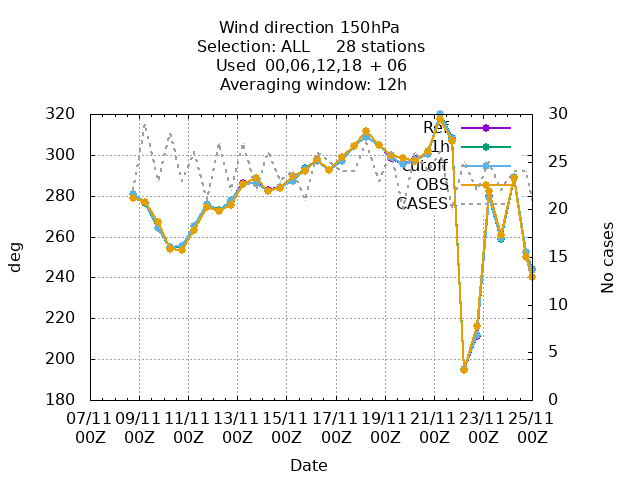 Wind direction 150hPa
Selection: ALL 28 stations
Used 00,06,12,18 + 06
Averaging window: 12h
320
300
280
260
240
220
200
180
30
25
20
15
10
5
0
deg
No cases
Ref
1h
cutoff
OBS
CASES
07/11 09/11 11/11 13/11 15/11 17/11 19/11 21/11 23/11 25/11
00Z 00Z 00Z 00Z 00Z 00Z 00Z 00Z 00Z 00Z
Date